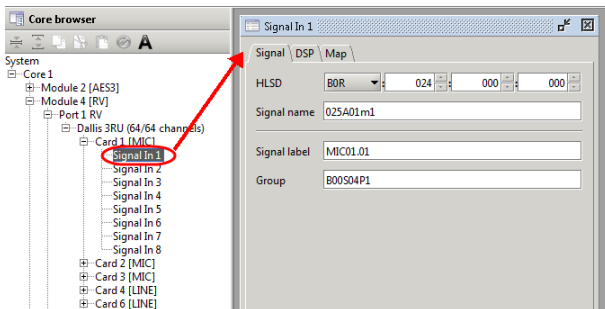 Core browser
A
System
Core 1
Module 2 [AES3]
Module 4 [RV]
Port 1 RV
Dallis 3RU (64/64 channels)
Card 1 [MIC]
Signal In 1
Signal In 2
Signal In 3
Signal In 4
Signal In 5
Signal In 6
Signal In 7
Signal In 8
Card 2 [MIC]
Card 3 [MIC]
Card 4 [LINE]
Card 6 [LINE]
Signal In 1
Signal DSP Map
HLSD B0R : 024 : 000 : 000
Signal name 025A01m1
Signal label MIC01.01
Group B00S04P1